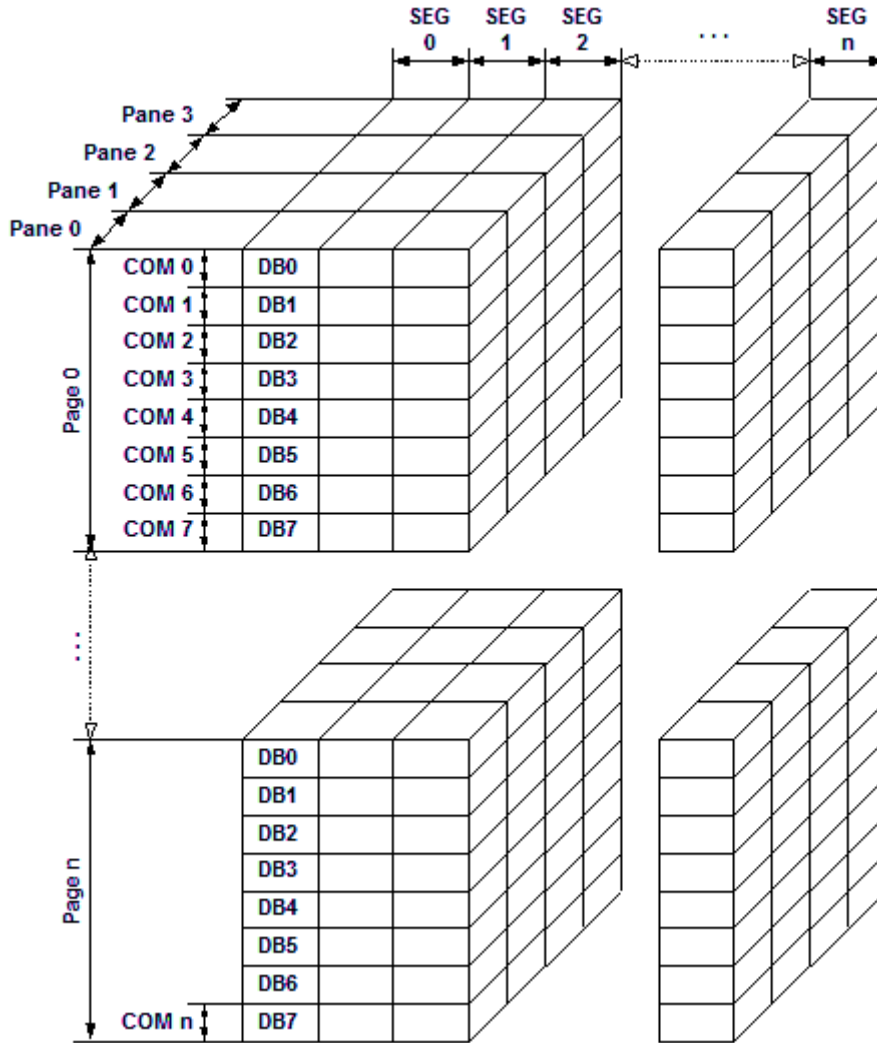 SEG 0
SEG 1
SEG 2
...
SEG n
Pane 3
Pane 2
Pane 1
Pane 0
Page 0
COM 0 DB0
COM 1 DB1
COM 2 DB2
COM 3 DB3
COM 4 DB4
COM 5 DB5
COM 6 DB6
COM 7 DB7
...
Page n
DB0
DB1
DB2
DB3
DB4
DB5
DB6
COM n DB7